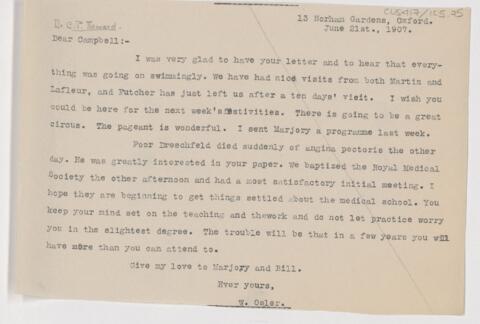 CUS417/105.75
D. C.P. Howard.
13 Norham Gardens, Oxford.
June 21st., 1907.
Dear Campbell:-
I was very glad to have your letter and to hear that every-
thing was going on swimmingly. We have had nice visits from both Martin and
Lafleur, and Futcher has just left us after a ten days' visit. I wish you
could be here for the next week's festivities. There is going to be a great
circus. The pageant is wonderful. I sent Marjory a programme last week.
Poor Dreschfeld died suddenly of angina pectoris the other
day. He was greatly interested in your paper. We baptized the Royal Medical
Society the other afternoon and had a most satisfactory initial meeting. I
hope they are beginning to get things settled about the medical school. You
keep your mind set on the teaching and thework and do not let practice worry
you in the slightest degree. The trouble will be that in a few years you will
have more than you can attend to.
Give my love to Marjory and Bill.
Ever yours,
W. Osler.